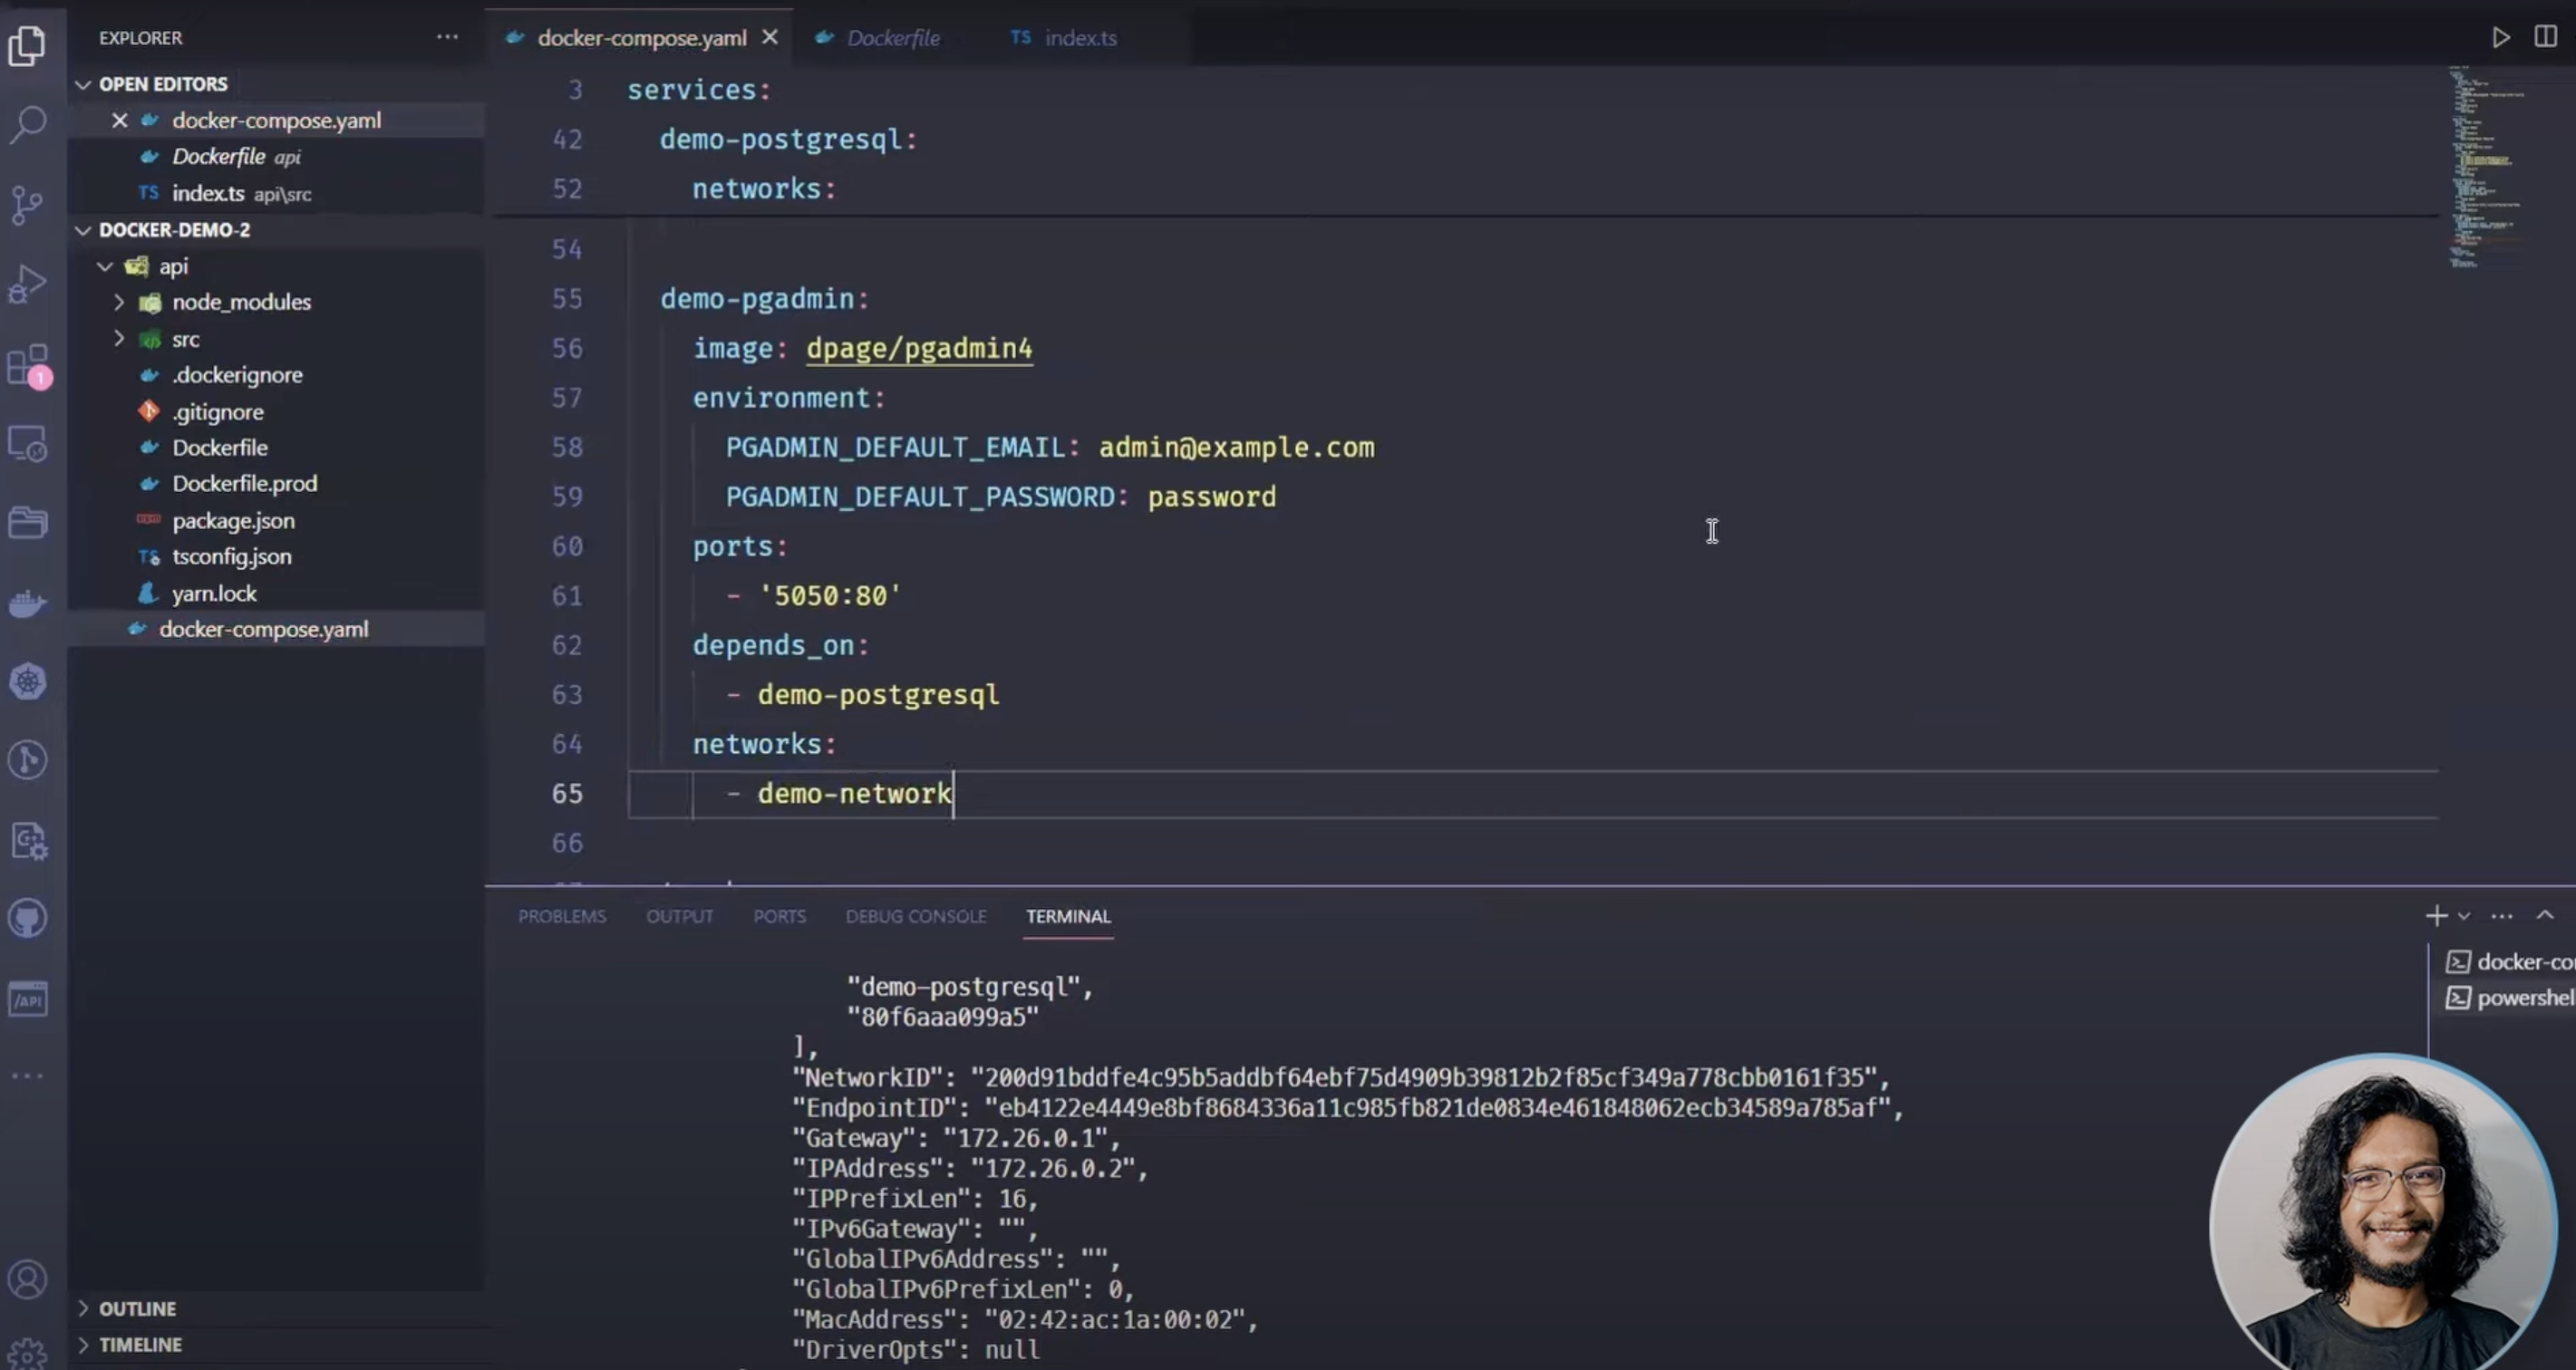 EXPLORER
OPEN EDITORS
docker-compose.yaml
Dockerfile api
TS index.ts api\src
DOCKER-DEMO-2
api
node_modules
src
.dockerignore
.gitignore
Dockerfile
Dockerfile.prod
package.json
TS tsconfig.json
yarn.lock
docker-compose.yaml
OUTLINE
TIMELINE
1
/API
docker-compose.yaml
Dockerfile
TS index.ts
3 services:
42 demo-postgresql:
52 networks:
54
55 demo-pgadmin:
56 image: dpage/pgadmin4
57 environment:
58 PGADMIN_DEFAULT_EMAIL: admin@example.com
59 PGADMIN_DEFAULT_PASSWORD: password
60 ports:
61 - '5050:80'
62 depends_on:
63 - demo-postgresql
64 networks:
65 - demo-network
66
PROBLEMS OUTPUT PORTS DEBUG CONSOLE TERMINAL
"demo-postgresql",
"80f6aaa099a5"
],
"NetworkID": "200d91bddfe4c95b5addbf64ebf75d4909b39812b2f85cf349a778cbb0161f35",
"EndpointID": "eb4122e4449e8bf8684336a11c985fb821de0834e461848062ecb34589a785af",
"Gateway": "172.26.0.1",
"IPAddress": "172.26.0.2",
"IPPrefixLen": 16,
"IPv6Gateway": "",
"GlobalIPv6Address": "",
"GlobalIPv6PrefixLen": 0,
"MacAddress": "02:42:ac:1a:00:02",
"DriverOpts": null
docker-co
powershel